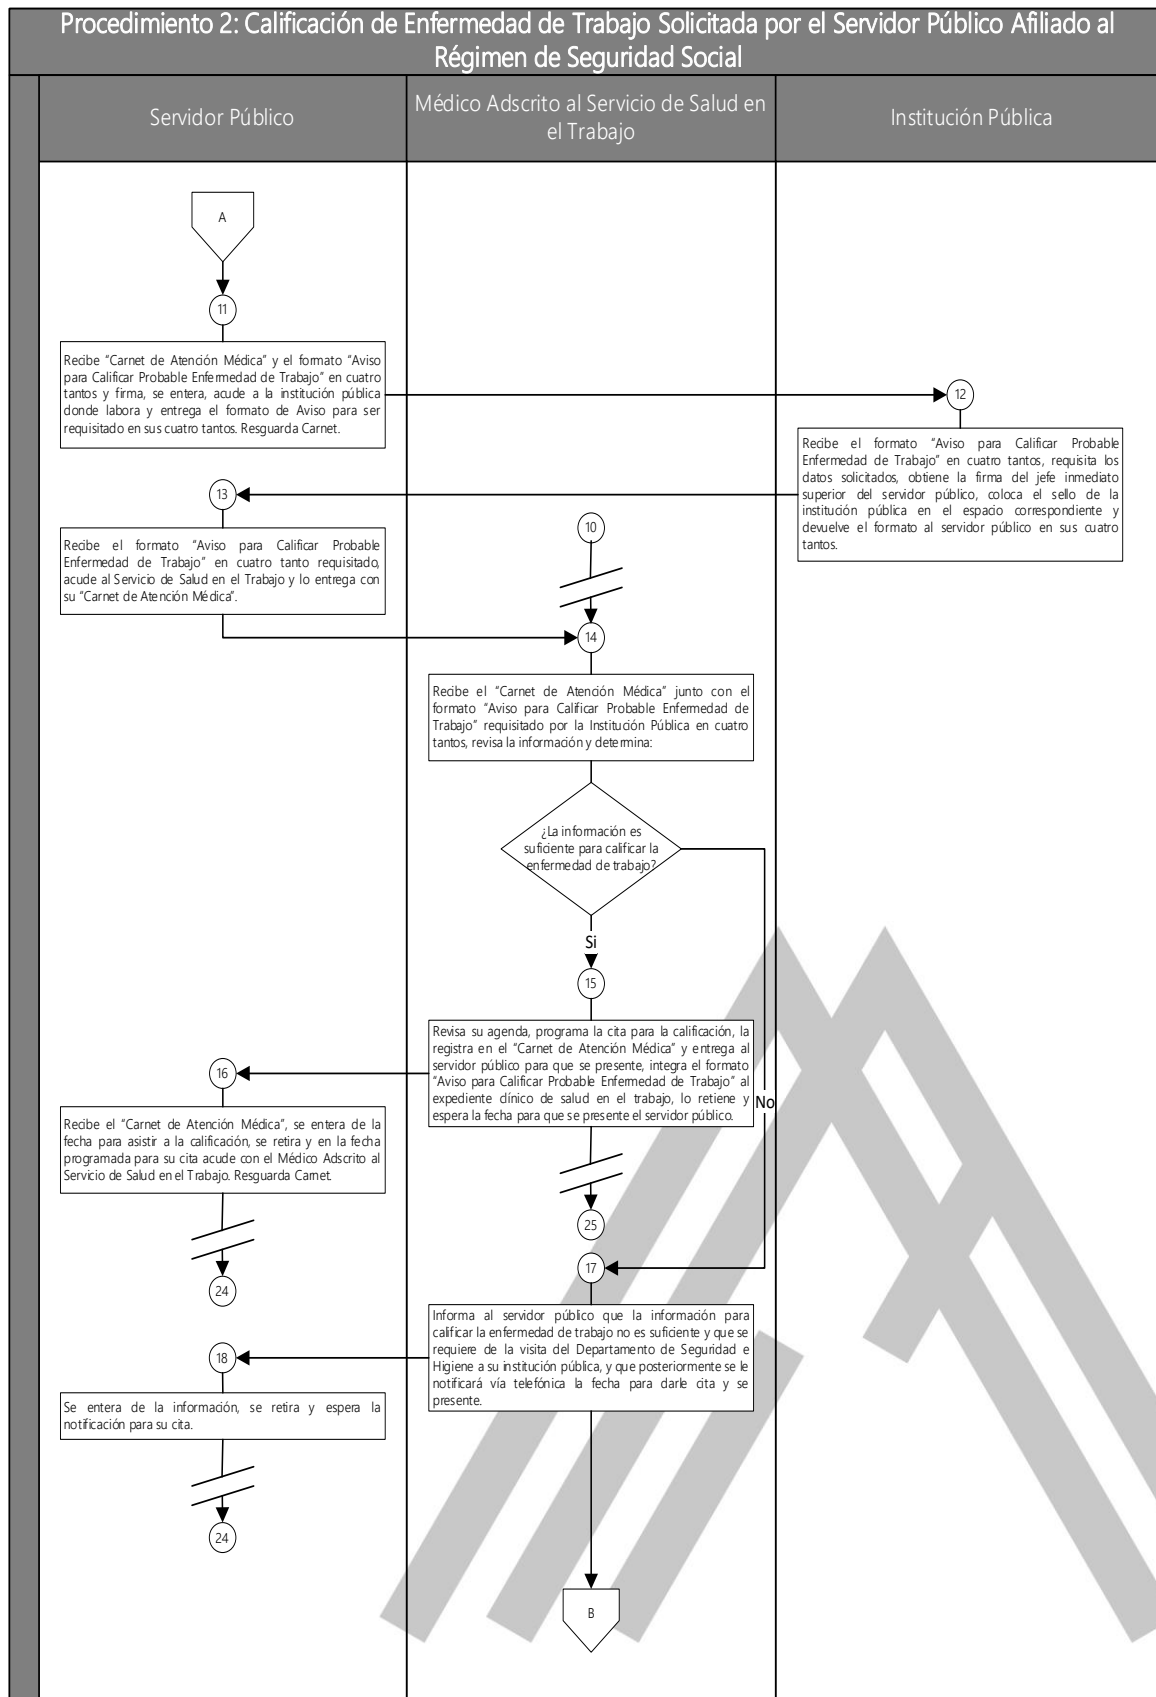 Procedimiento 2: Calificación de Enfermedad de Trabajo Solicitada por el Servidor Público Afiliado al
Régimen de Seguridad Social
Servidor Público
Médico Adscrito al Servicio de Salud en
el Trabajo
Institución Pública
A
11
Recibe "Carnet de Atención Médica" y el formato "Aviso
para Calificar Probable Enfermedad de Trabajo" en cuatro
tantos y firma, se entera, acude a la institución pública
donde labora y entrega el formato de Aviso para ser
requisitado en sus cuatro tantos. Resguarda Carnet.
12
Recibe el formato "Aviso para Calificar Probable
Enfermedad de Trabajo" en cuatro tantos, requisita los
datos solicitados, obtiene la firma del jefe inmediato
superior del servidor público, coloca el sello de la
institución pública en el espacio correspondiente y
devuelve el formato al servidor público en sus cuatro
tantos.
13
Recibe el formato "Aviso para Calificar Probable
Enfermedad de Trabajo" en cuatro tanto requisitado,
acude al Servicio de Salud en el Trabajo y lo entrega con
su "Carnet de Atención Médica".
10
14
Recibe el "Carnet de Atención Médica" junto con el
formato "Aviso para Calificar Probable Enfermedad de
Trabajo" requisitado por la Institución Pública en cuatro
tantos, revisa la información y determina:
¿La información es
suficiente para calificar la
enfermedad de trabajo?
Si
15
Revisa su agenda, programa la cita para la calificación, la
registra en el "Carnet de Atención Médica" y entrega al
servidor público para que se presente, integra el formato
"Aviso para Calificar Probable Enfermedad de Trabajo" al
expediente clínico de salud en el trabajo, lo retiene y
espera la fecha para que se presente el servidor público.
No
16
Recibe el "Carnet de Atención Médica", se entera de la
fecha para asistir a la calificación, se retira y en la fecha
programada para su cita acude con el Médico Adscrito al
Servicio de Salud en el Trabajo. Resguarda Carnet.
25
24
17
Informa al servidor público que la información para
calificar la enfermedad de trabajo no es suficiente y que se
requiere de la visita del Departamento de Seguridad e
Higiene a su institución pública, y que posteriormente se le
notificará vía telefónica la fecha para darle cita y se
presente.
18
Se entera de la información, se retira y espera la
notificación para su cita.
24
B